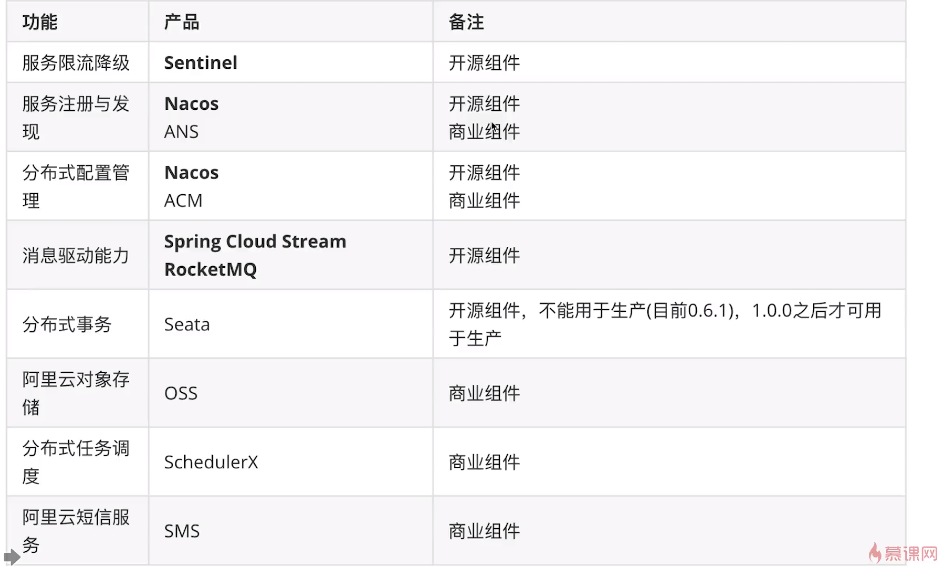 功能 产品 备注
服务限流降级 Sentinel 开源组件
服务注册与发 Nacos 开源组件
现 ANS 商业组件
分布式配置管 Nacos 开源组件
理 ACM 商业组件
消息驱动能力 Spring Cloud Stream 开源组件
RocketMQ
分布式事务 Seata 开源组件，不能用于生产(目前0.6.1)，1.0.0之后才可用
于生产
阿里云对象存 OSS 商业组件
储
分布式任务调 SchedulerX 商业组件
度
阿里云短信服 SMS 商业组件
务
慕课网